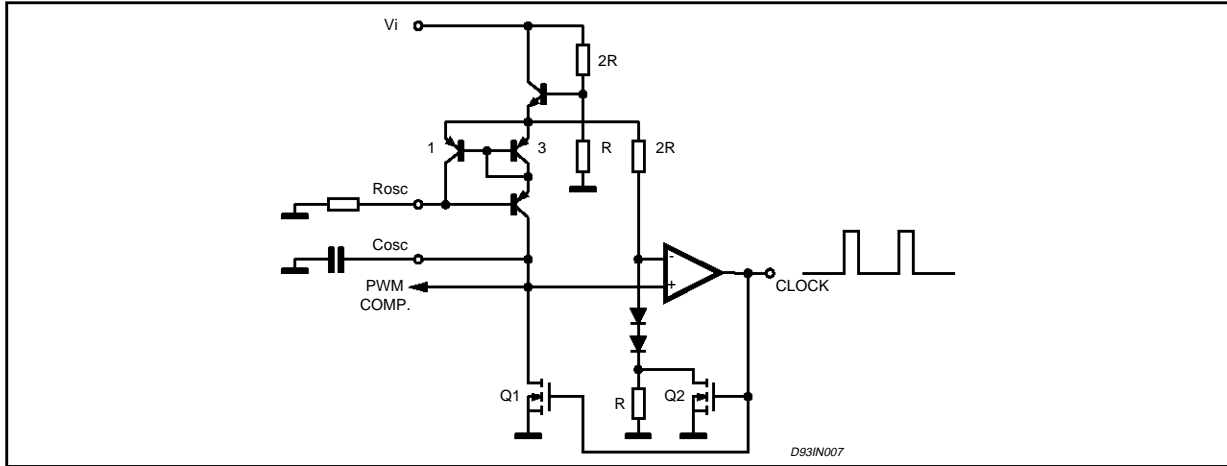 Vi
2R
1
3
R
2R
Rosc
Cosc
-
+
CLOCK
PWM
COMP.
Q1
R
Q2
D93IN007